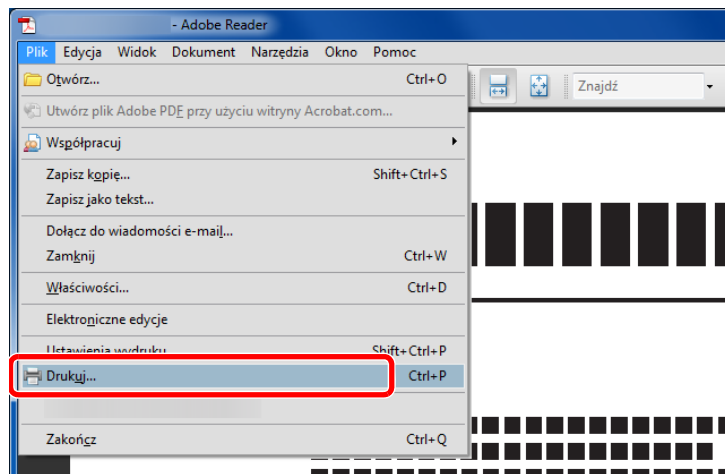 - Adobe Reader
Plik Edycja Widok Dokument Narzędzia Okno Pomoc
Otwórz... Ctrl+O
Znajdź
Utwórz plik Adobe PDF przy użyciu witryny Acrobat.com...
Współpracuj
Zapisz kopię... Shift+Ctrl+S
Zapisz jako tekst...
Dołącz do wiadomości e-mail...
Zamknij Ctrl+W
Właściwości... Ctrl+D
Elektroniczne edycje
Ustawienia wydruku Shift+Ctrl+P
Drukuj... Ctrl+P
Zakończ Ctrl+Q